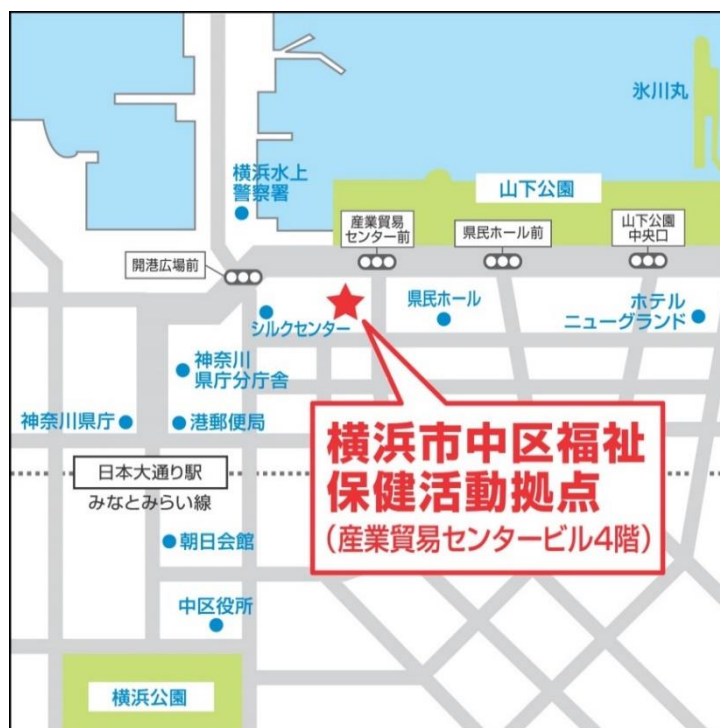 氷川丸
横浜水上
警察署
山下公園
産業貿易
センター前
県民ホール前
山下公園
中央口
開港広場前
シルクセンター
県民ホール
ホテル
ニューグランド
神奈川
県庁分庁舎
神奈川県庁
港郵便局
横浜市中区福祉
保健活動拠点
(産業貿易センタービル4階)
日本大通り駅
みなとみらい線
朝日会館
中区役所
横浜公園